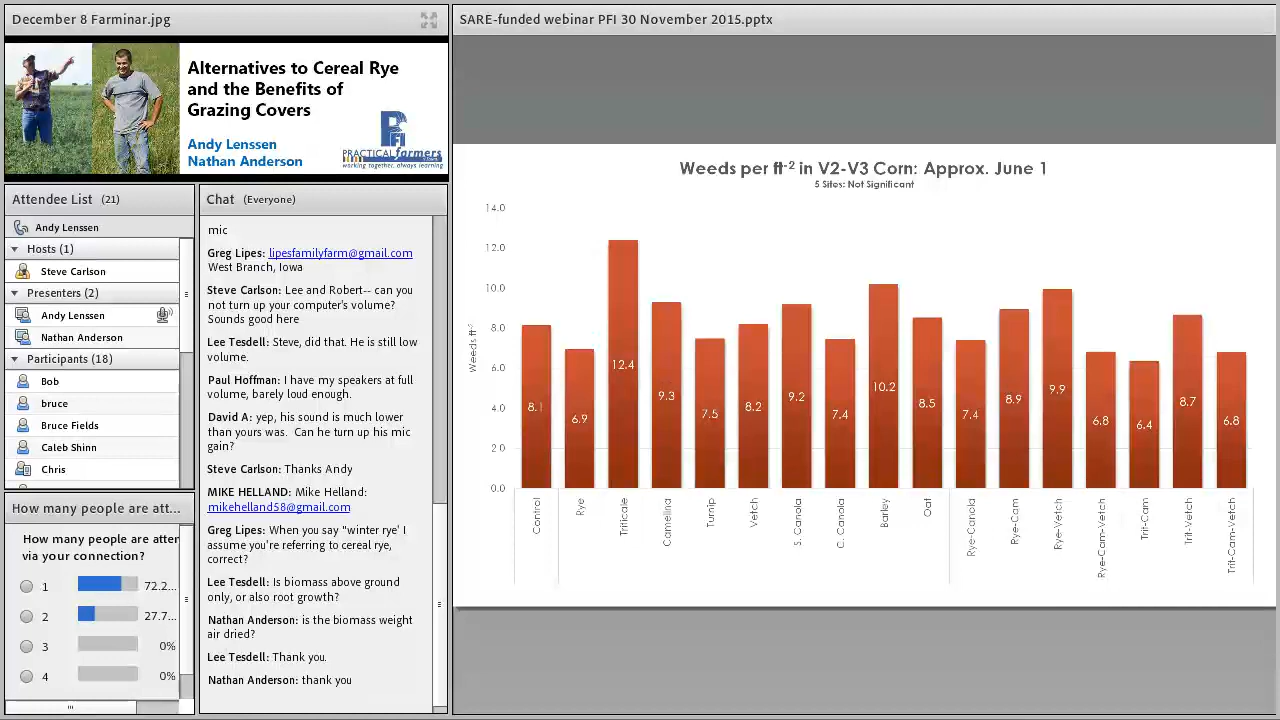 December 8 Farminar.jpg
Alternatives to Cereal Rye
and the Benefits of
Grazing Covers
Andy Lenssen
Nathan Anderson
PRACTICAL farmers
working together, always learning
Attendee List (21)
Andy Lenssen
Hosts (1)
Steve Carlson
Presenters (2)
Andy Lenssen
Nathan Anderson
Participants (18)
Bob
bruce
Bruce Fields
Caleb Shinn
Chris
How many people are att...
How many people are atten
via your connection?
1 72.2...
2 27.7...
3 0%
4 0%
Chat (Everyone)
mic
Greg Lipes: lipesfamilyfarm@gmail.com
West Branch, Iowa
Steve Carlson: Lee and Robert-- can you
not turn up your computer's volume?
Sounds good here
Lee Tesdell: Steve, did that. He is still low
volume.
Paul Hoffman: I have my speakers at full
volume, barely loud enough.
David A: yep, his sound is much lower
than yours was. Can he turn up his mic
gain?
Steve Carlson: Thanks Andy
MIKE HELLAND: Mike Helland:
mikehelland58@gmail.com
Greg Lipes: When you say "winter rye' I
assume you're referring to cereal rye,
correct?
Lee Tesdell: Is biomass above ground
only, or also root growth?
Nathan Anderson: is the biomass weight
air dried?
Lee Tesdell: Thank you.
Nathan Anderson: thank you
SARE-funded webinar PFI 30 November 2015.pptx
Weeds per ft-2 in V2-V3 Corn: Approx. June 1
5 Sites: Not Significant
Weeds ft-2
14.0
12.0
10.0
8.0
6.0
4.0
2.0
0.0
8.1
6.9
12.4
9.3
7.5
8.2
9.2
7.4
10.2
8.5
7.4
8.9
9.9
6.8
6.4
8.7
6.8
Control
Rye
Triticale
Camelina
Turnip
Vetch
S. Canola
C. Canola
Barley
Oat
Rye-Canola
Rye-Cam
Rye-Vetch
Rye-Cam-Vetch
Trit-Cam
Trit-Vetch
Trit-Cam-Vetch